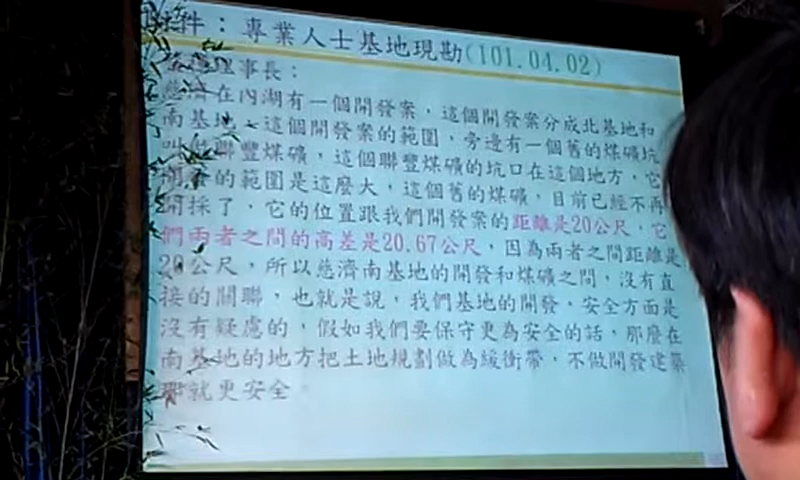 附件：專業人士基地現勘(101.04.02)
理事長：
慈濟在內湖有一個開發案，這個開發案分成北基地和
南基地，這個開發案的範圍，旁邊有一個舊的煤礦坑
叫做聯豐煤礦，這個聯豐煤礦的坑口在這個地方，它
開發的範圍是這麼大，這個舊的煤礦，目前已經不再
開採了，它的位置跟我們開發案的距離是20公尺，它
們兩者之間的高差是20.67公尺，因為兩者之間距離是
20公尺，所以慈濟南基地的開發和煤礦之間，沒有直
接的關聯，也就是說，我們基地的開發，安全方面是
沒有疑慮的，假如我們要保守更為安全的話，那麼在
南基地的地方把土地規劃做為緩衝帶，不做開發建築
那就更安全